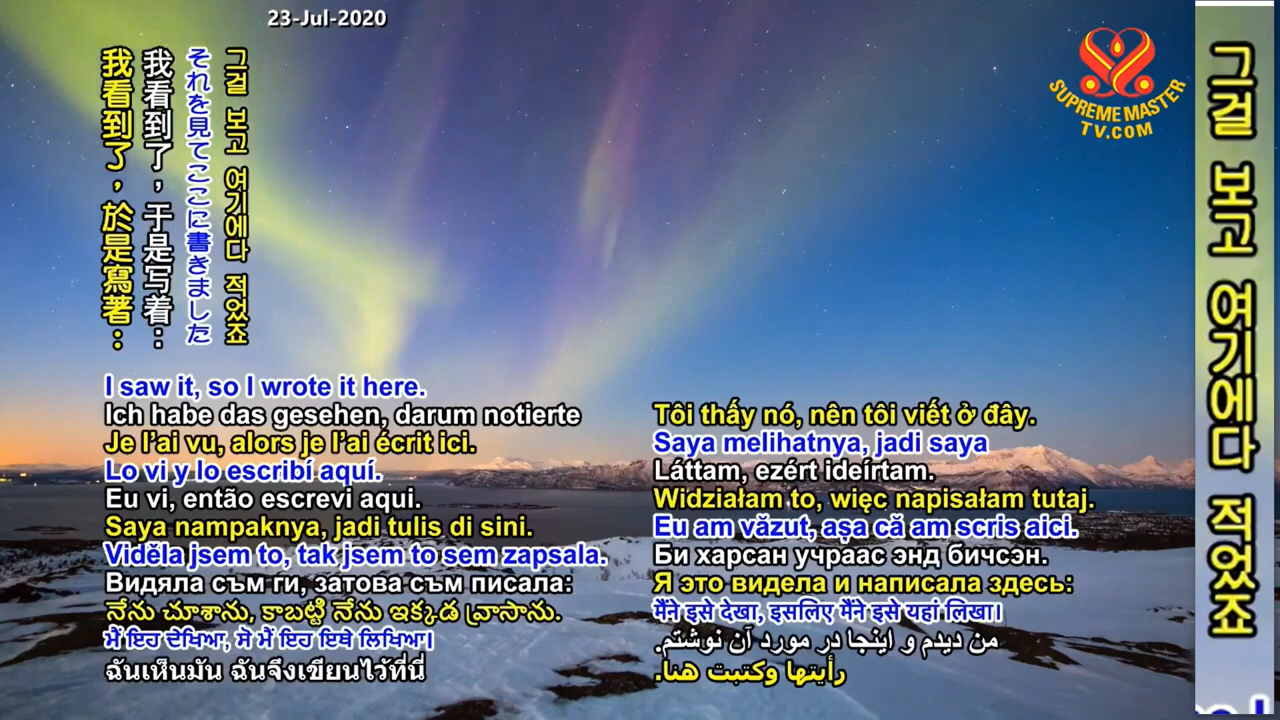 23-Jul-2020
SUPREME MASTER
TV.COM
그걸 보고 여기에다 적었죠
それを見てここに書きました
我看到了，于是写着：
我看到了，於是寫著：
I saw it, so I wrote it here.
Ich habe das gesehen, darum notierte
Je l’ai vu, alors je l’ai écrit ici.
Lo vi y lo escribí aquí.
Eu vi, então escrevi aqui.
Saya nampaknya, jadi tulis di sini.
Viděla jsem to, tak jsem to sem zapsala.
Видяла съм ги, затова съм писала:
నేను చూశాను, కాబట్టి నేను ఇక్కడ వ్రాసాను.
ਮੈਂ ਇਹ ਦੇਖਿਆ, ਸੋ ਮੈਂ ਇਹ ਇਥੇ ਲਿਖਿਆ।
ฉันเห็นมัน ฉันจึงเขียนไว้ที่นี่
Tôi thấy nó, nên tôi viết ở đây.
Saya melihatnya, jadi saya
Láttam, ezért ideírtam.
Widziałam to, więc napisałam tutaj.
Eu am văzut, așa că am scris aici.
Би харсан учраас энд бичсэн.
Я это видела и написала здесь:
मैंने इसे देखा, इसलिए मैंने इसे यहां लिखा।
من دیدم و اینجا در مورد آن نوشتم.
رأيتها وكتبت هنا.
그걸 보고 여기에다 적었죠